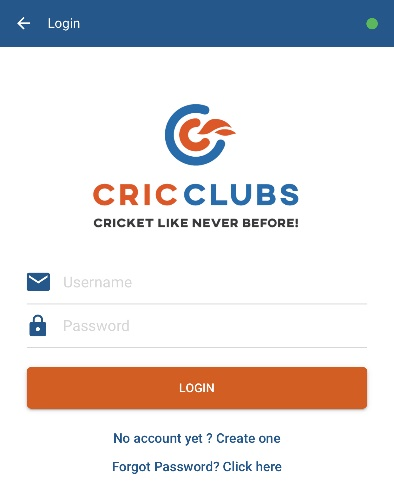 Login
CRICCLUBS
CRICKET LIKE NEVER BEFORE!
Username
Password
LOGIN
No account yet ? Create one
Forgot Password? Click here